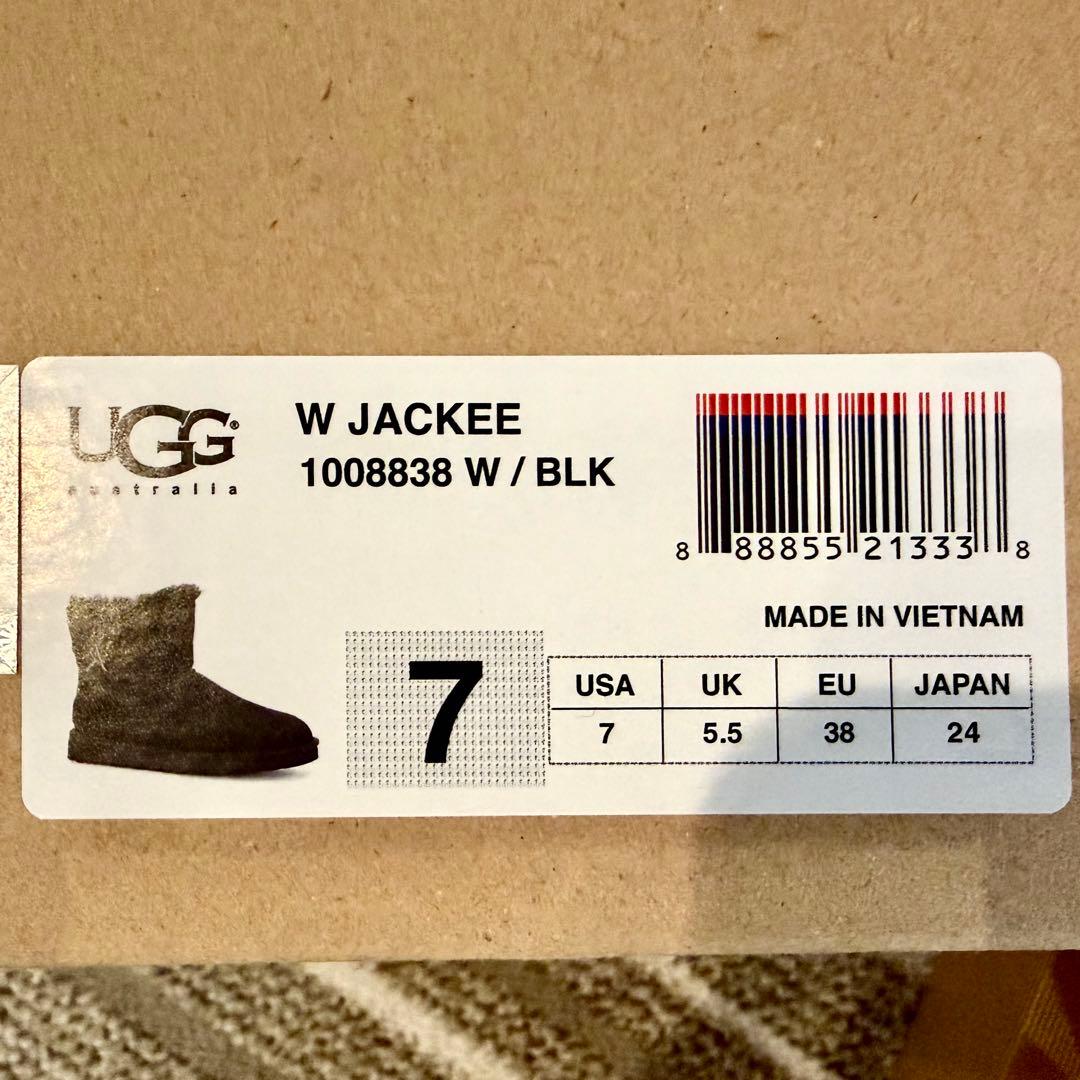 UGG®
australia
W JACKEE
1008838 W / BLK
8 88855 21333 8
MADE IN VIETNAM
7
USA UK EU JAPAN
7 5.5 38 24